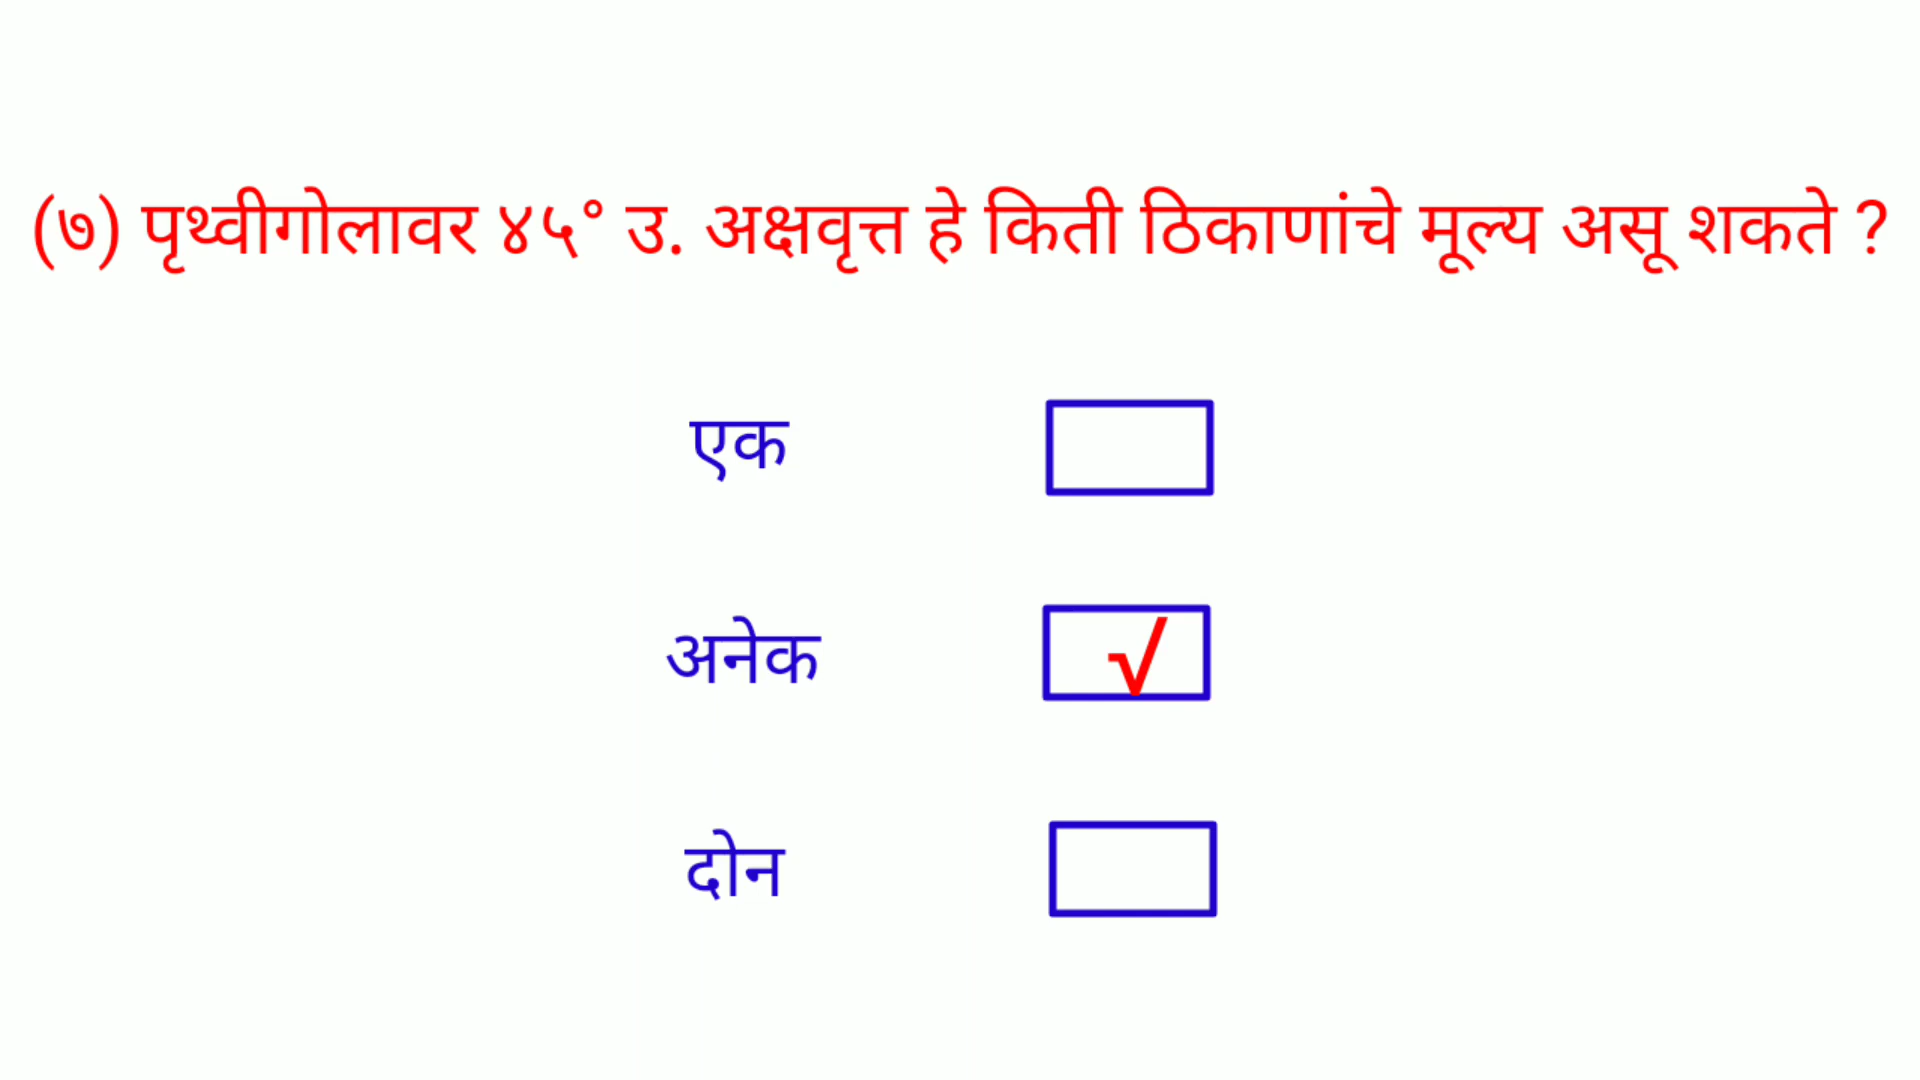 (७) पृथ्वीगोलावर ४५° उ. अक्षवृत्त हे किती ठिकाणांचे मूल्य असू शकते ?
एक
अनेक √
दोन